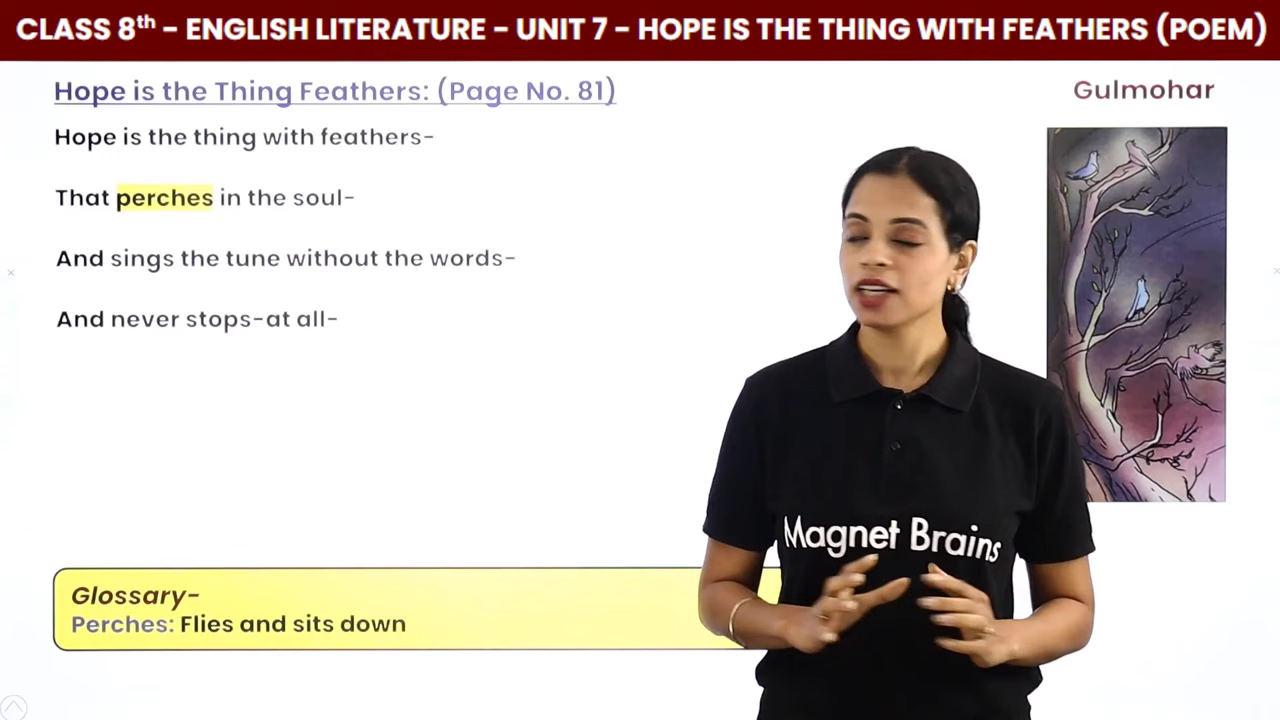 CLASS 8th - ENGLISH LITERATURE - UNIT 7 - HOPE IS THE THING WITH FEATHERS (POEM)
Hope is the Thing Feathers: (Page No. 81)
Gulmohar
Hope is the thing with feathers-
That perches in the soul-
And sings the tune without the words-
And never stops-at all-
Magnet Brains
Glossary-
Perches: Flies and sits down